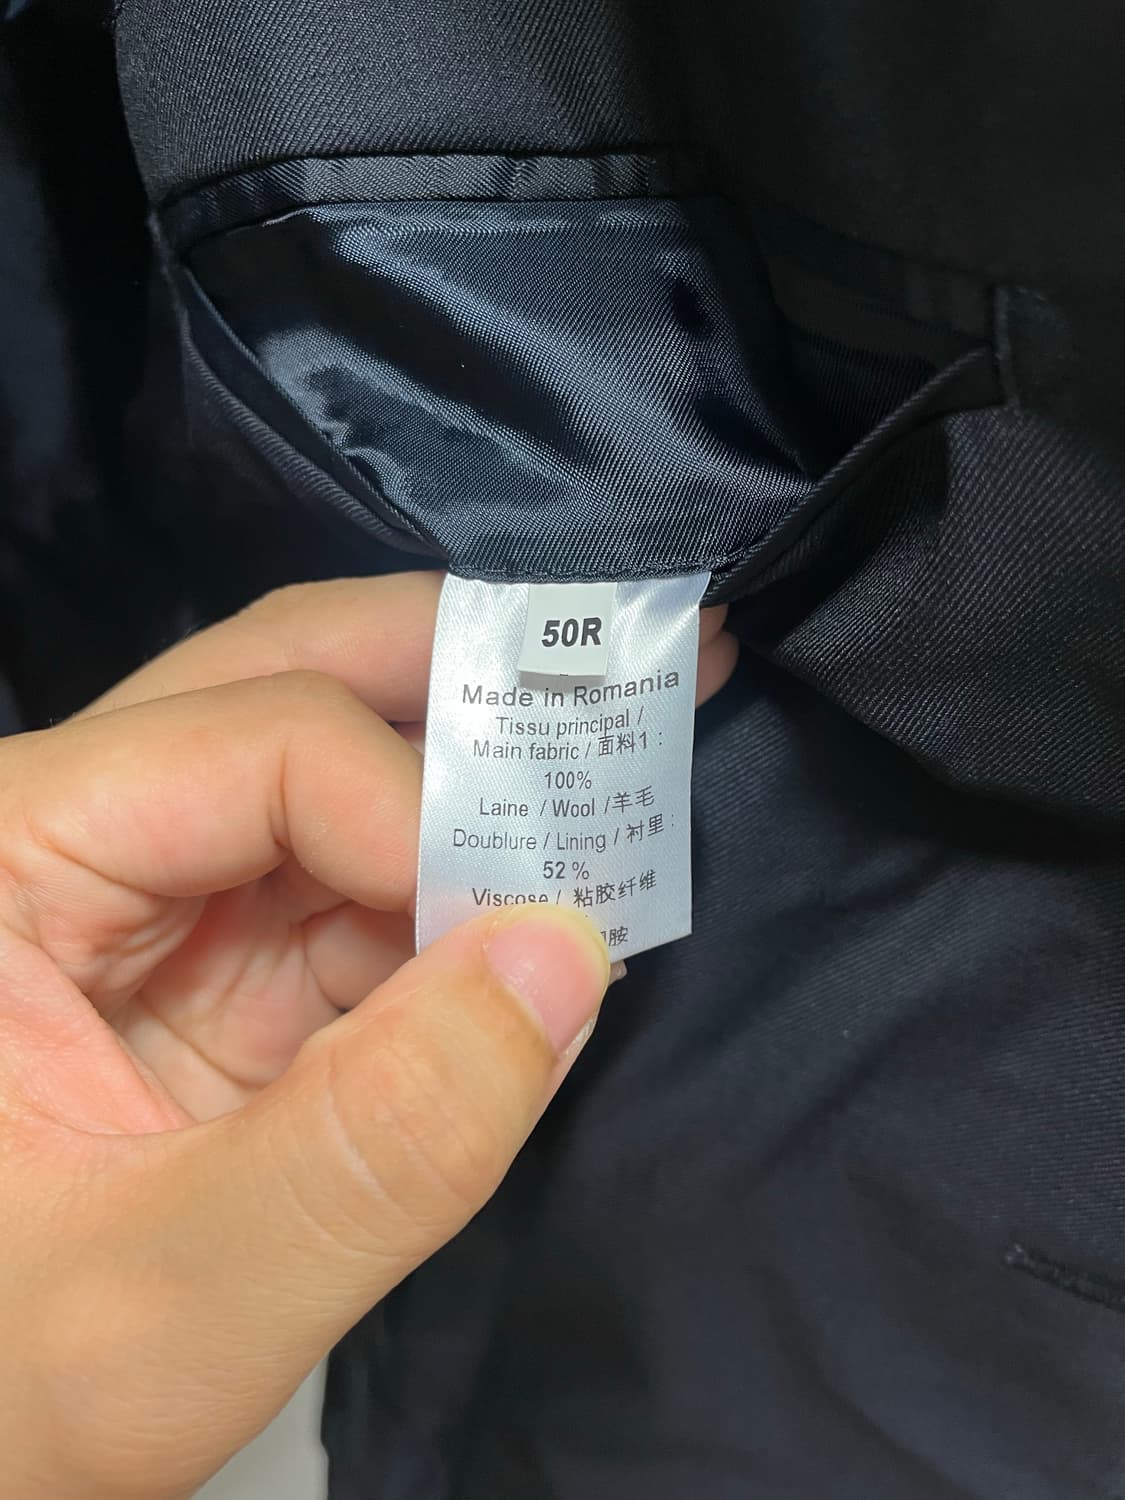 50R
Made in Romania
Tissu principal /
Main fabric / 面料1 :
100%
Laine / Wool / 羊毛
Doublure / Lining / 衬里 :
52 %
Viscose / 粘胶纤维
胺